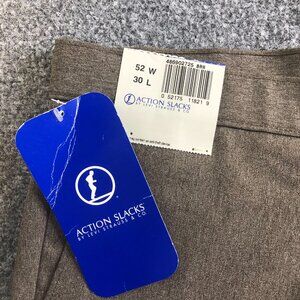 486902725 BRN
52 W
30 L
0 52175 11821 9
ACTION SLACKS
BY LEVI STRAUSS & CO.
ACTION SLACKS
BY LEVI STRAUSS & CO.